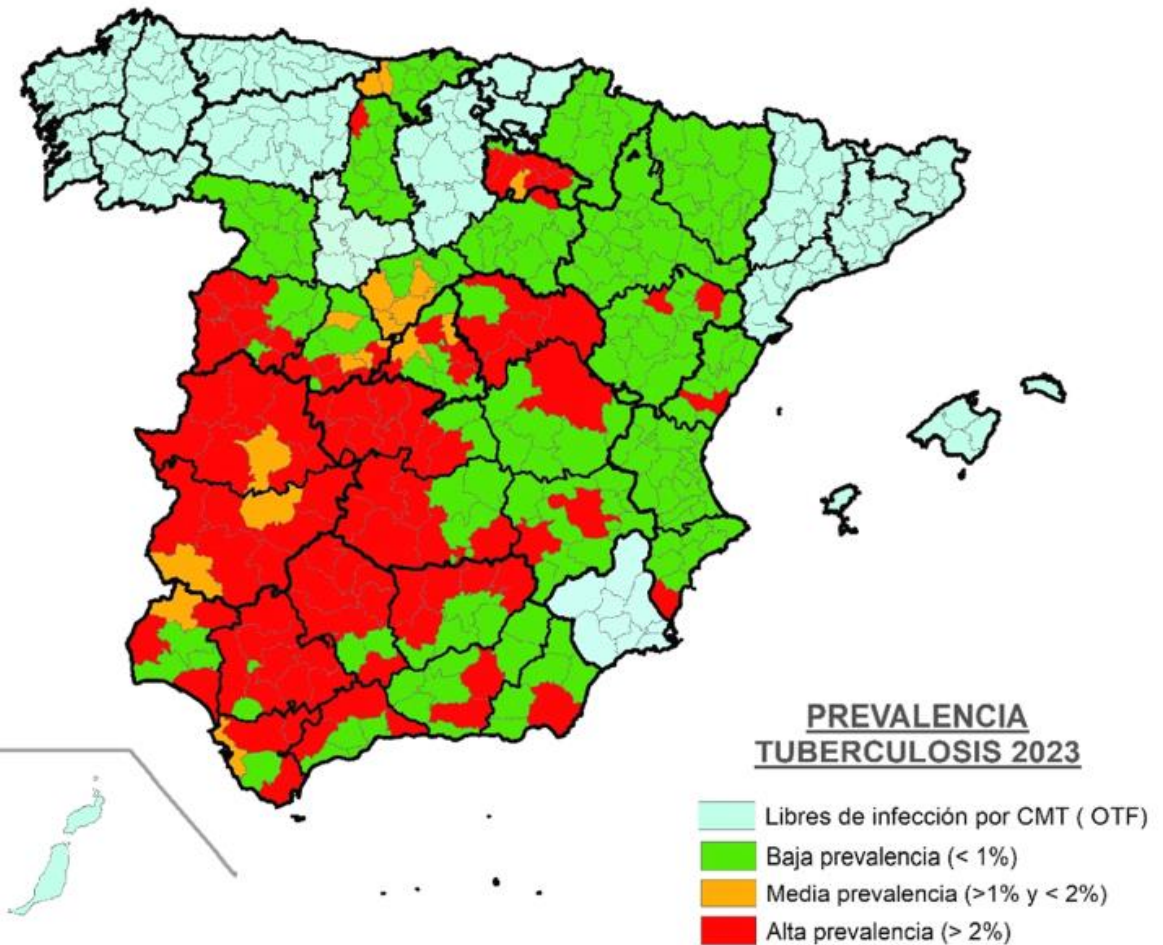 PREVALENCIA
TUBERCULOSIS 2023
Libres de infección por CMT ( OTF)
Baja prevalencia (< 1%)
Media prevalencia (>1% y < 2%)
Alta prevalencia (> 2%)